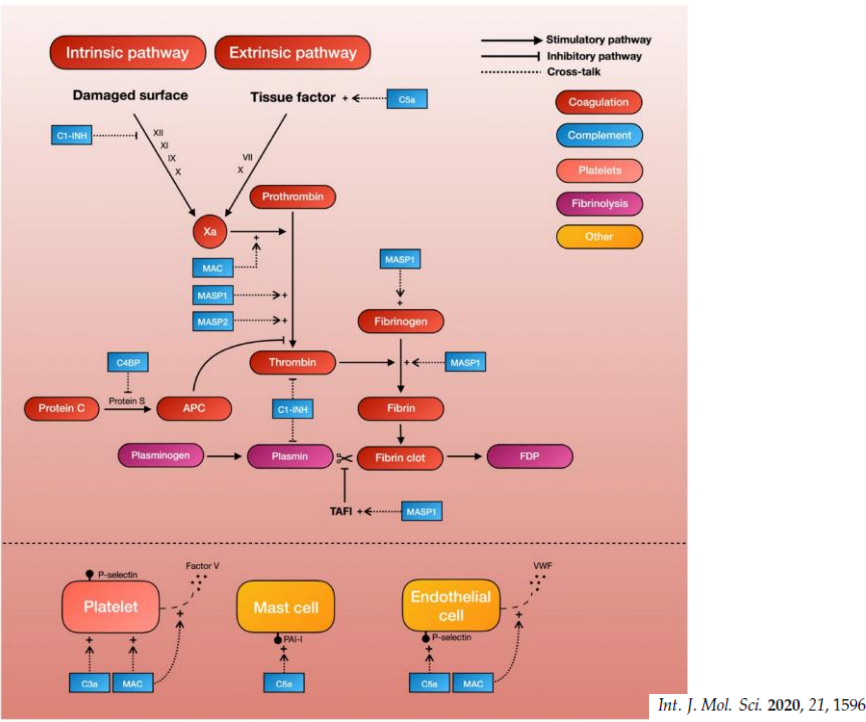 Intrinsic pathway
Extrinsic pathway
Stimulatory pathway
Inhibitory pathway
Cross-talk
Damaged surface
Tissue factor +
C5a
Coagulation
C1-INH
XII
XI
IX
X
VII
X
Complement
Platelets
Prothrombin
Fibrinolysis
Xa
+
Other
MAC
MASP1
MASP1 +
+
MASP2 +
Fibrinogen
C4BP
Thrombin
+ MASP1
Protein C
Protein S
APC
C1-INH
Fibrin
Plasminogen
Plasmin
Fibrin clot
FDP
TAFI + MASP1
P-selectin
Factor V
VWF
Platelet
+
Mast cell
Endothelial
cell
+
PAI-I
P-selectin
+ +
+
+
C3a
MAC
C5a
C5a
MAC
Int. J. Mol. Sci. 2020, 21, 1596